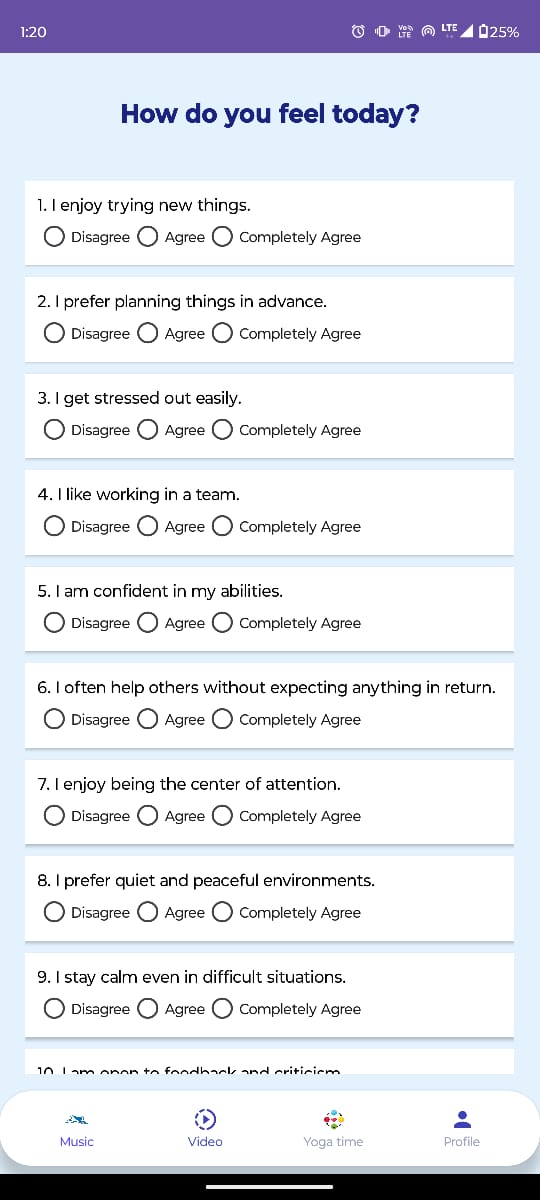 1:20
Vo LTE
LTE
25%
How do you feel today?
1. I enjoy trying new things.
Disagree Agree Completely Agree
2. I prefer planning things in advance.
Disagree Agree Completely Agree
3. I get stressed out easily.
Disagree Agree Completely Agree
4. I like working in a team.
Disagree Agree Completely Agree
5. I am confident in my abilities.
Disagree Agree Completely Agree
6. I often help others without expecting anything in return.
Disagree Agree Completely Agree
7. I enjoy being the center of attention.
Disagree Agree Completely Agree
8. I prefer quiet and peaceful environments.
Disagree Agree Completely Agree
9. I stay calm even in difficult situations.
Disagree Agree Completely Agree
10. I am open to feedback and criticism.
Music Video Yoga time Profile